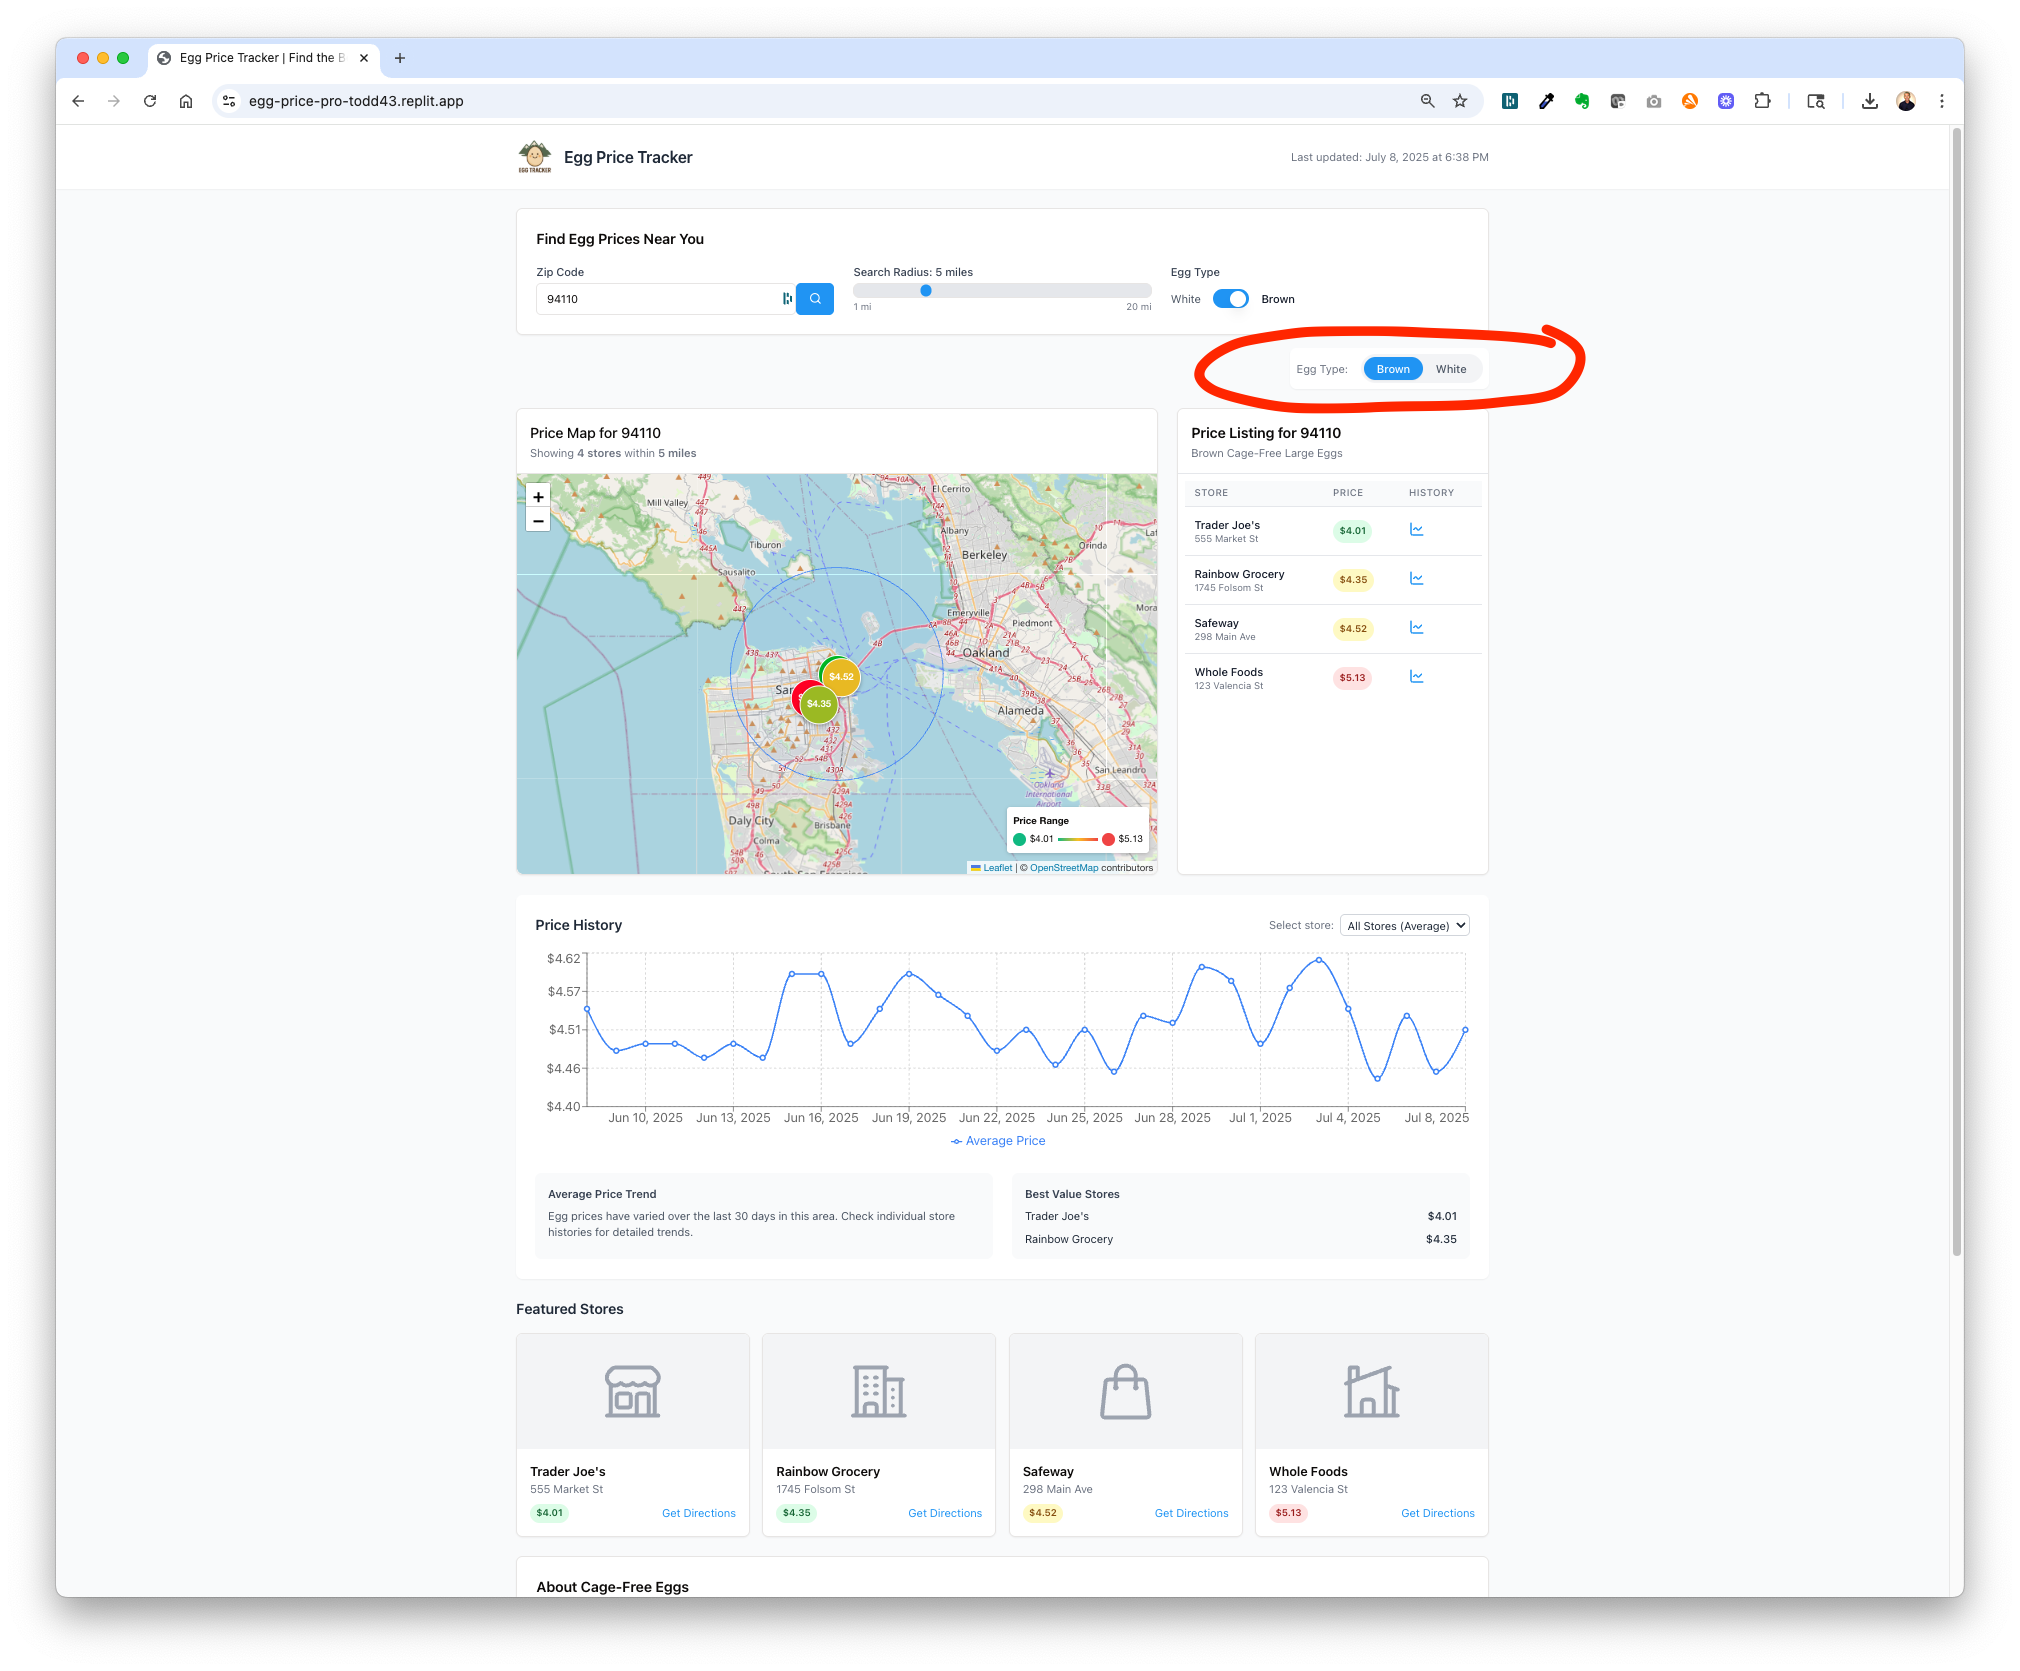 Egg Price Tracker | Find the B
egg-price-pro-todd43.replit.app
EGG TRACKER
Egg Price Tracker
Last updated: July 8, 2025 at 6:38 PM
Find Egg Prices Near You
Zip Code
Search Radius: 5 miles
Egg Type
94110
1 mi
20 mi
White
Brown
Egg Type:
Brown
White
Price Map for 94110
Showing 4 stores within 5 miles
+
−
Mill Valley
Tiburon
Sausalito
El Cerrito
Albany
Berkeley
Orinda
Emeryville
Piedmont
Oakland
Alameda
San Leandro
Oakland
International
Airport
Daly City
Colma
Brisbane
$4.52
$4.35
Price Range
$4.01
$5.13
Leaflet | © OpenStreetMap contributors
Price Listing for 94110
Brown Cage-Free Large Eggs
STORE PRICE HISTORY
Trader Joe's
555 Market St
$4.01
Rainbow Grocery
1745 Folsom St
$4.35
Safeway
298 Main Ave
$4.52
Whole Foods
123 Valencia St
$5.13
Price History
Select store:
All Stores (Average)
$4.62
$4.57
$4.51
$4.46
$4.40
Jun 10, 2025 Jun 13, 2025 Jun 16, 2025 Jun 19, 2025 Jun 22, 2025 Jun 25, 2025 Jun 28, 2025 Jul 1, 2025 Jul 4, 2025 Jul 8, 2025
Average Price
Average Price Trend
Egg prices have varied over the last 30 days in this area. Check individual store
histories for detailed trends.
Best Value Stores
Trader Joe's $4.01
Rainbow Grocery $4.35
Featured Stores
Trader Joe's
555 Market St
$4.01 Get Directions
Rainbow Grocery
1745 Folsom St
$4.35 Get Directions
Safeway
298 Main Ave
$4.52 Get Directions
Whole Foods
123 Valencia St
$5.13 Get Directions
About Cage-Free Eggs